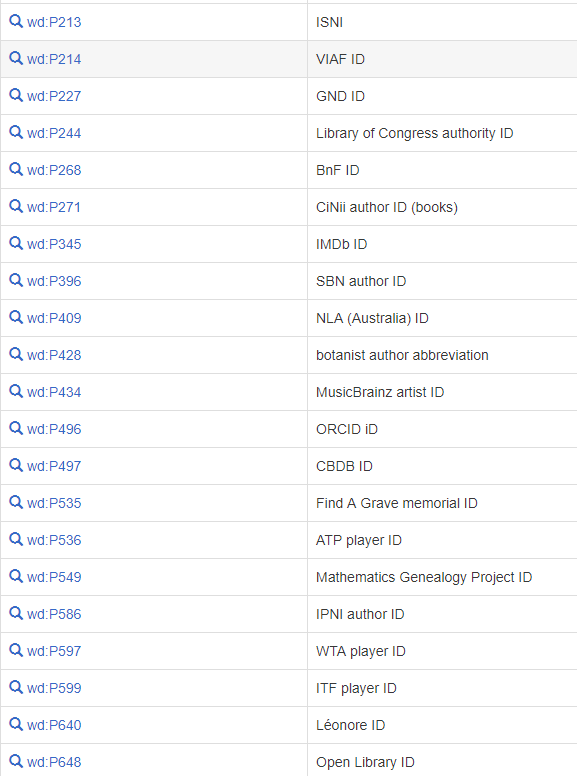 wd:P213 ISNI
wd:P214 VIAF ID
wd:P227 GND ID
wd:P244 Library of Congress authority ID
wd:P268 BnF ID
wd:P271 CiNii author ID (books)
wd:P345 IMDb ID
wd:P396 SBN author ID
wd:P409 NLA (Australia) ID
wd:P428 botanist author abbreviation
wd:P434 MusicBrainz artist ID
wd:P496 ORCID iD
wd:P497 CBDB ID
wd:P535 Find A Grave memorial ID
wd:P536 ATP player ID
wd:P549 Mathematics Genealogy Project ID
wd:P586 IPNI author ID
wd:P597 WTA player ID
wd:P599 ITF player ID
wd:P640 Léonore ID
wd:P648 Open Library ID